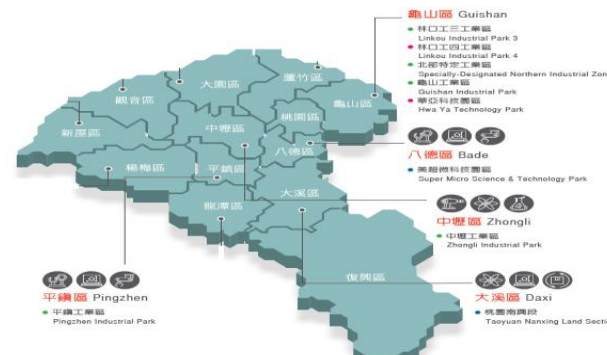 龜山區 Guishan
林口工三工業區
Linkou Industrial Park 3
林口工四工業區
Linkou Industrial Park 4
北部特定工業區
Specially-Designated Northern Industrial Zon
龜山工業區
Guishan Industrial Park
華亞科技園區
Hwa Ya Technology Park
蘆竹區
大園區
觀音區
龜山區
桃園區
中壢區
新屋區
八德區
楊梅區
平鎮區
大溪區
龍潭區
復興區
八德區 Bade
美超微科技園區
Super Micro Science & Technology Park
中壢區 Zhongli
中壢工業區
Zhongli Industrial Park
平鎮區 Pingzhen
平鎮工業區
Pingzhen Industrial Park
大溪區 Daxi
桃園南興段
Taoyuan Nanxing Land Secti